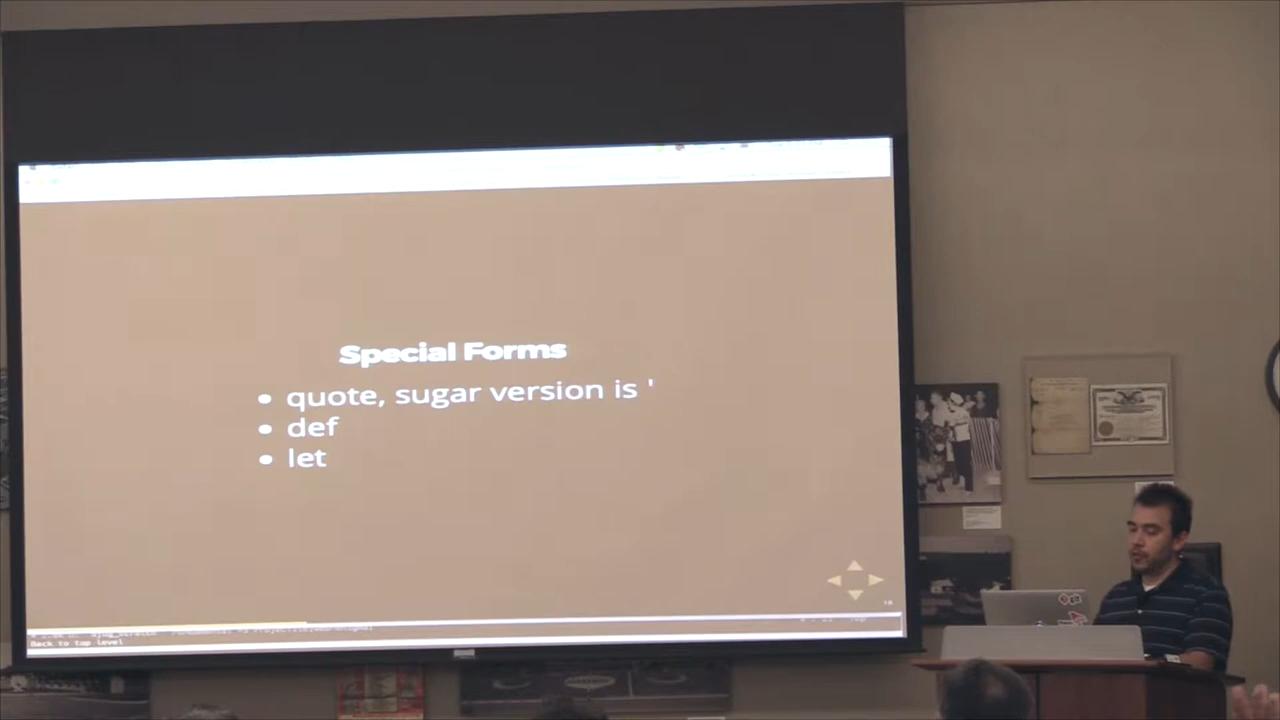 Special Forms
• quote, sugar version is '
• def
• let
Back to top level